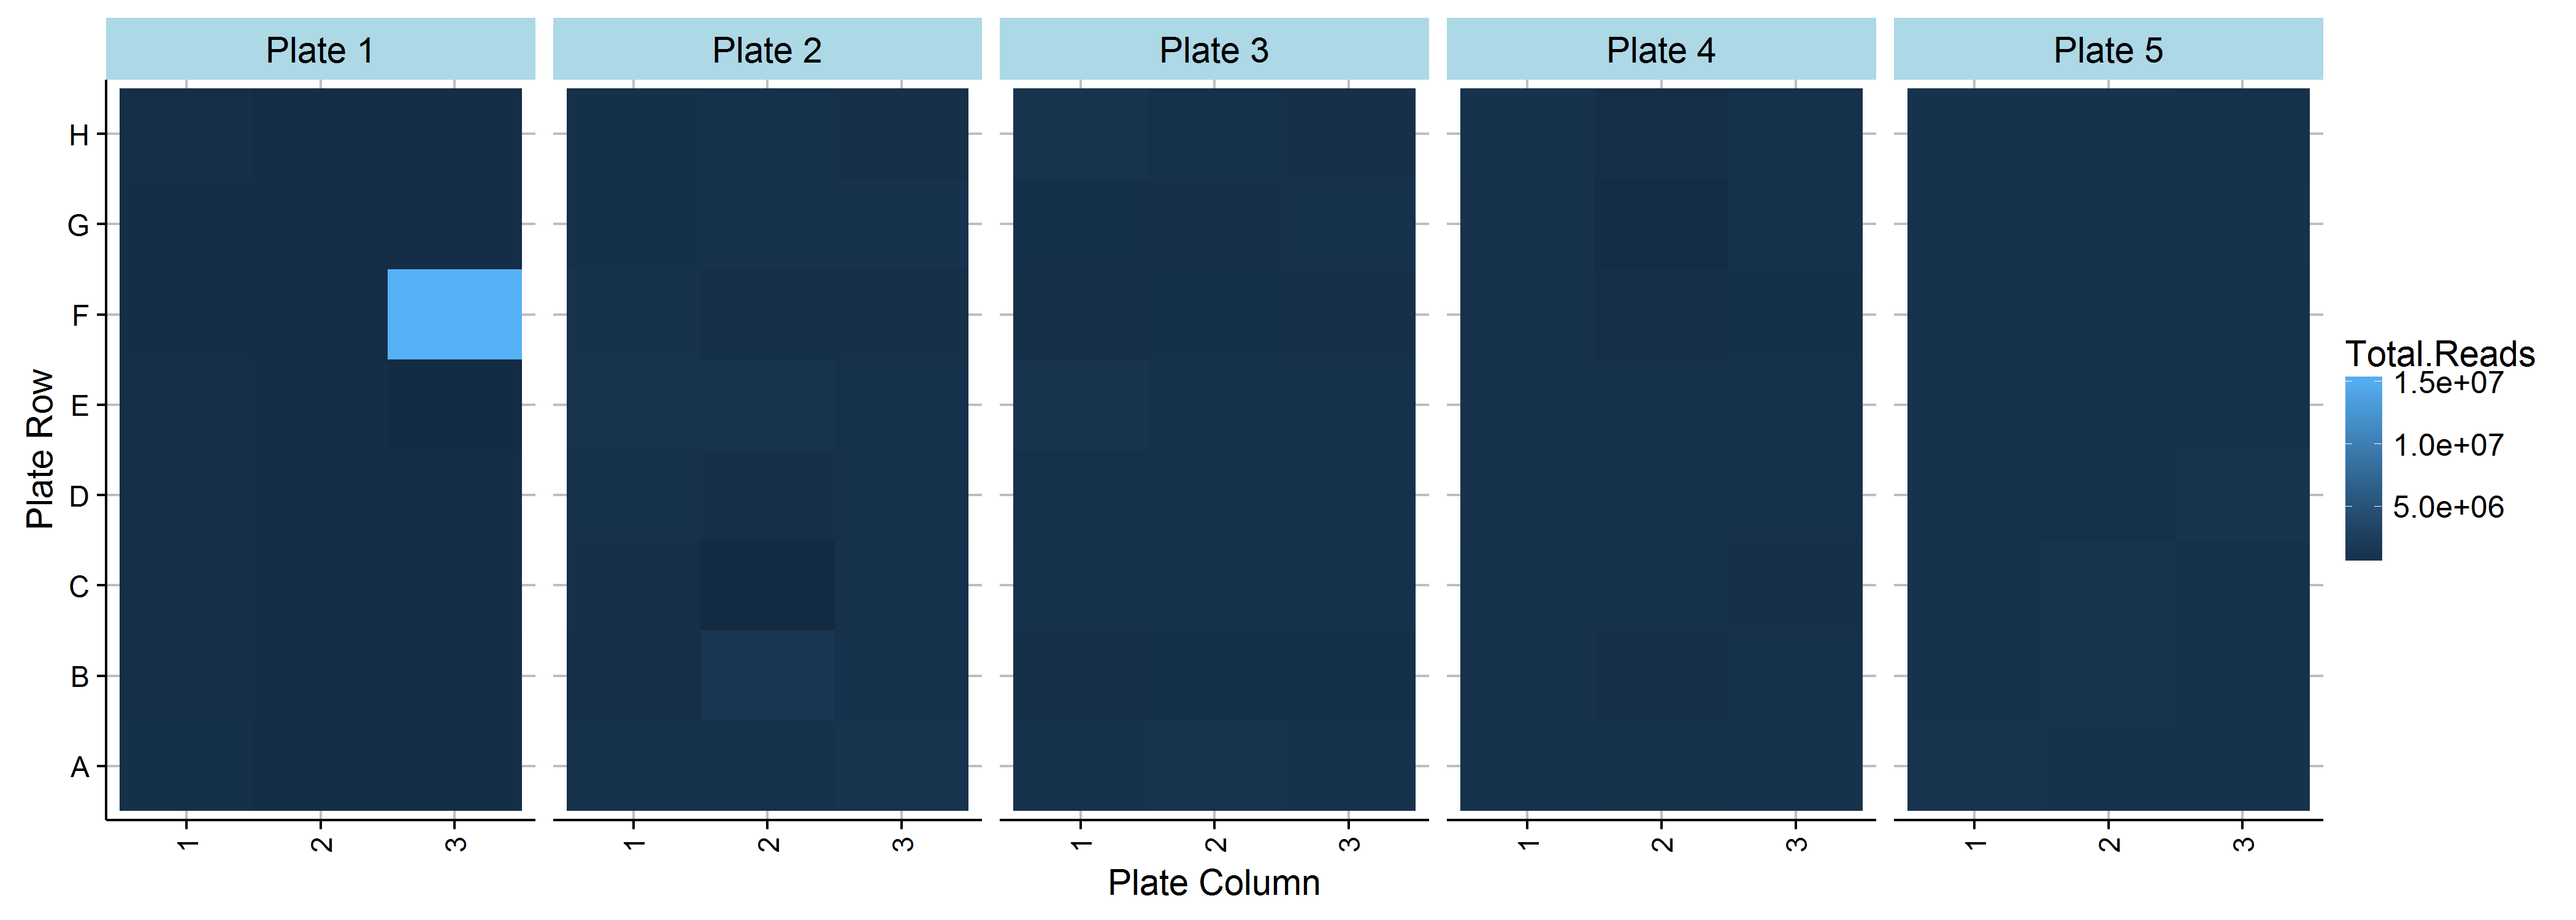 Plate 1 Plate 2 Plate 3 Plate 4 Plate 5
H
G
F
E
D
C
B
A
Plate Row
1 2 3 1 2 3 1 2 3 1 2 3 1 2 3
Plate Column
Total.Reads
1.5e+07
1.0e+07
5.0e+06